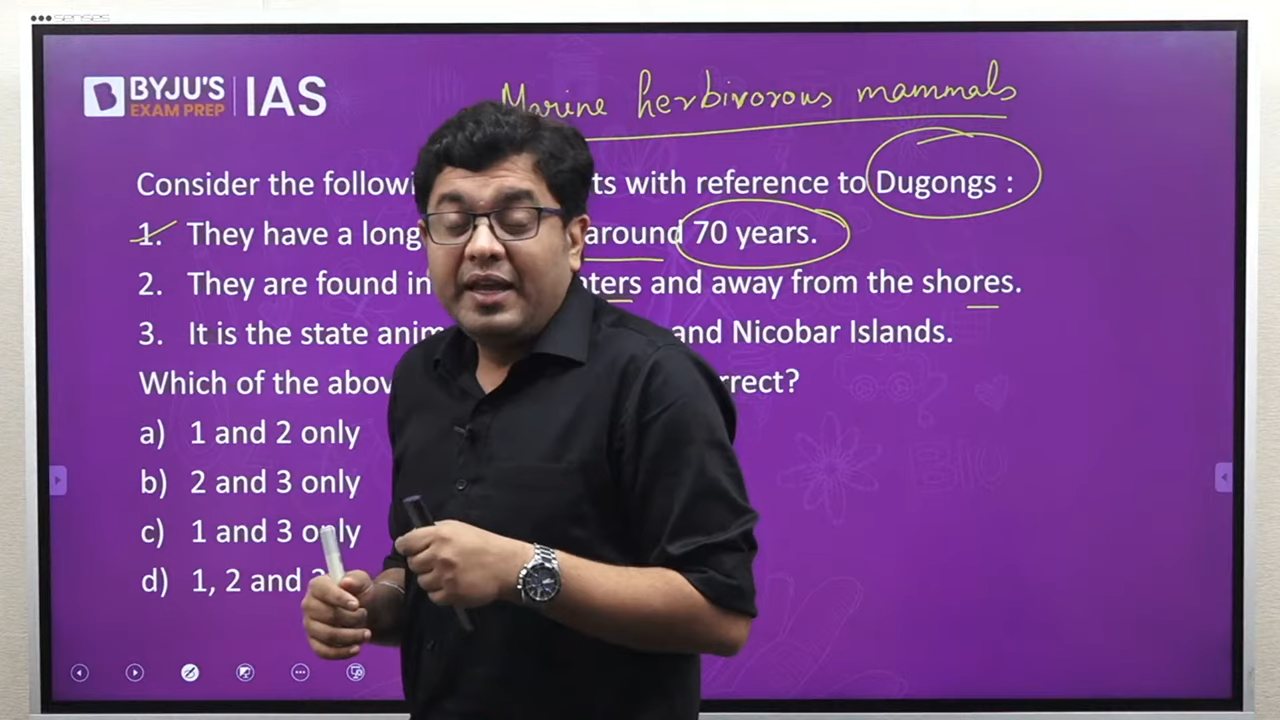 senses
BYJU'S IAS
EXAM PREP
Marine herbivorous mammals
Consider the followi ts with reference to Dugongs :
1. They have a long around 70 years.
2. They are found in ters and away from the shores.
3. It is the state anim and Nicobar Islands.
Which of the abov rrect?
a) 1 and 2 only
b) 2 and 3 only
c) 1 and 3 only
d) 1, 2 and